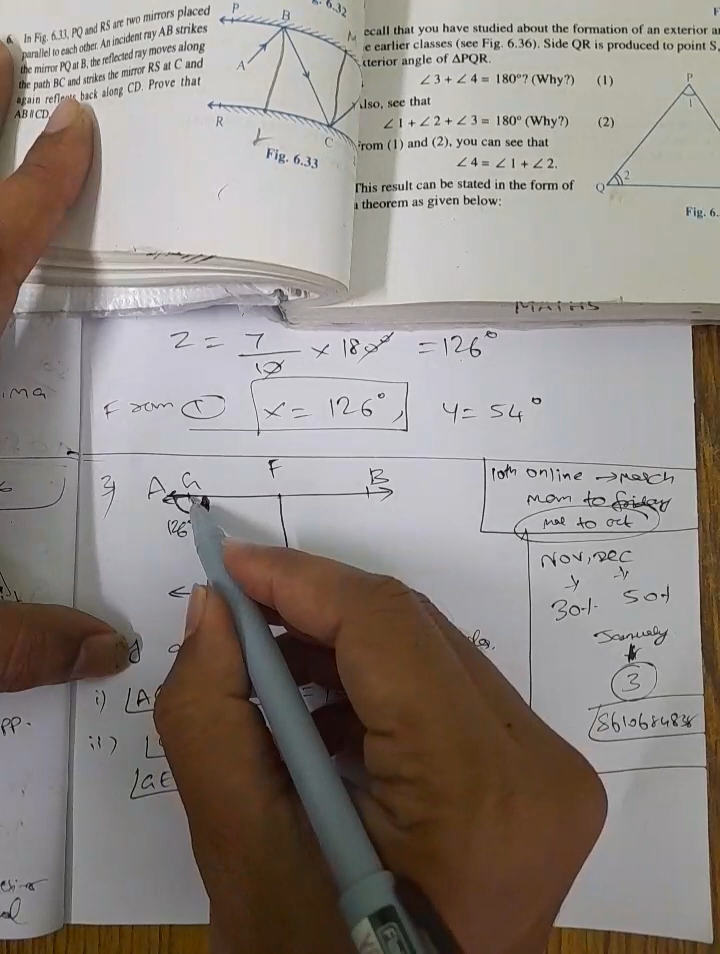 6. In Fig. 6.33, PQ and RS are two mirrors placed
parallel to each other. An incident ray AB strikes
the mirror PQ at B, the reflected ray moves along
the path BC and strikes the mirror RS at C and
again reflects back along CD. Prove that
AB ∥ CD.
P
B
M
A
R
C
Fig. 6.33
6.32
ecall that you have studied about the formation of an exterior
e earlier classes (see Fig. 6.36). Side QR is produced to point S,
xterior angle of ΔPQR.
∠3 + ∠4 = 180°? (Why?) (1)
Also, see that
∠1 + ∠2 + ∠3 = 180° (Why?) (2)
From (1) and (2), you can see that
∠4 = ∠1 + ∠2.
This result can be stated in the form of
a theorem as given below:
P
1
Q
2
Fig. 6.
Z = 7/10 × 180° = 126°
From ① x = 126°, y = 54°
3) A G F B
126°
i) ∠A
ii) ∠
∠GE
10th online → March
mon to friday
mar to oct
Nov, Dec
30% 50%
January
3
8610684838